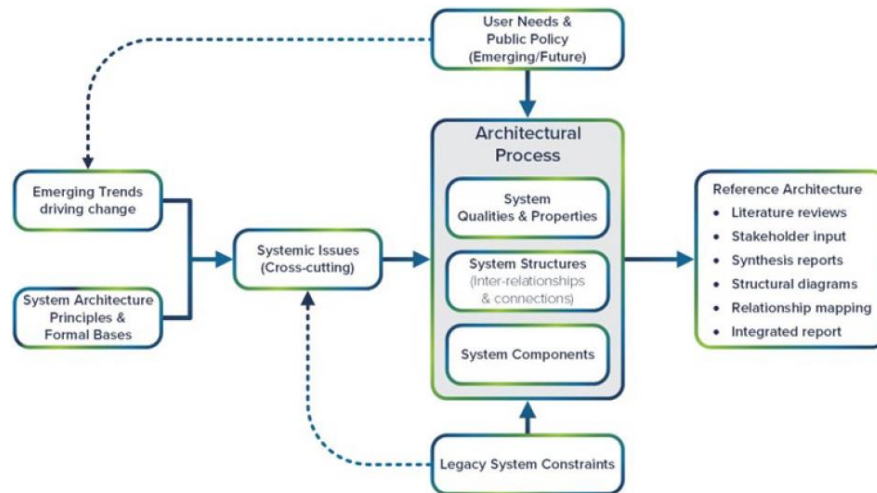 User Needs &
Public Policy
(Emerging/Future)
Architectural
Process
Emerging Trends
driving change
System
Qualities & Properties
Reference Architecture
• Literature reviews
• Stakeholder input
• Synthesis reports
• Structural diagrams
• Relationship mapping
• Integrated report
Systemic Issues
(Cross-cutting)
System Structures
(Inter-relationships
& connections)
System Architecture
Principles &
Formal Bases
System Components
Legacy System Constraints